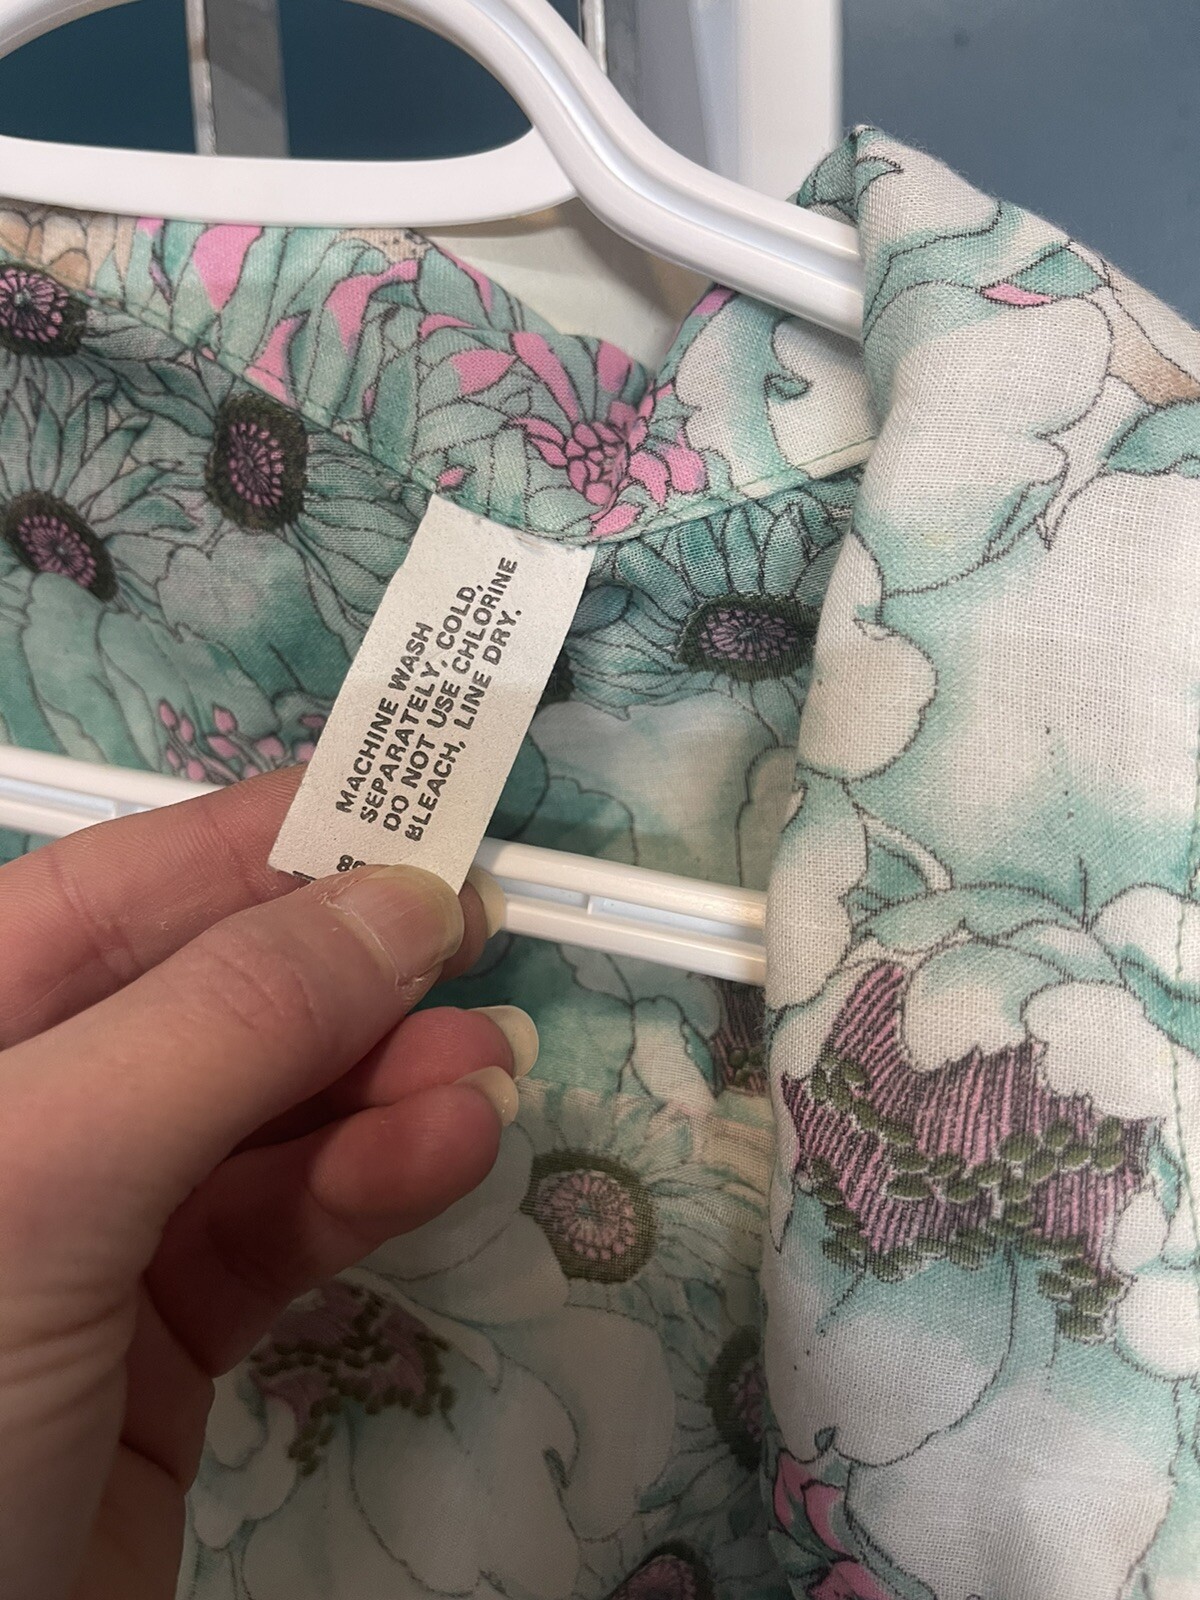 MACHINE WASH
SEPARATELY, COLD,
DO NOT USE CHLORINE
BLEACH, LINE DRY.